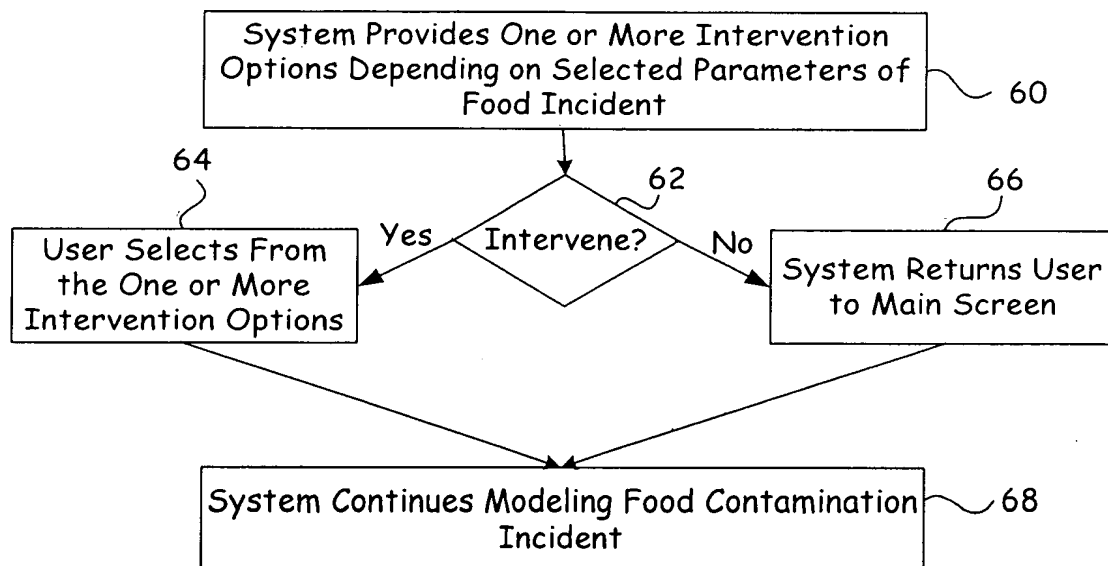 System Provides One or More Intervention
Options Depending on Selected Parameters of
Food Incident
60
64
62
66
Yes
Intervene?
No
User Selects From
the One or More
Intervention Options
System Returns User
to Main Screen
System Continues Modeling Food Contamination
Incident
68